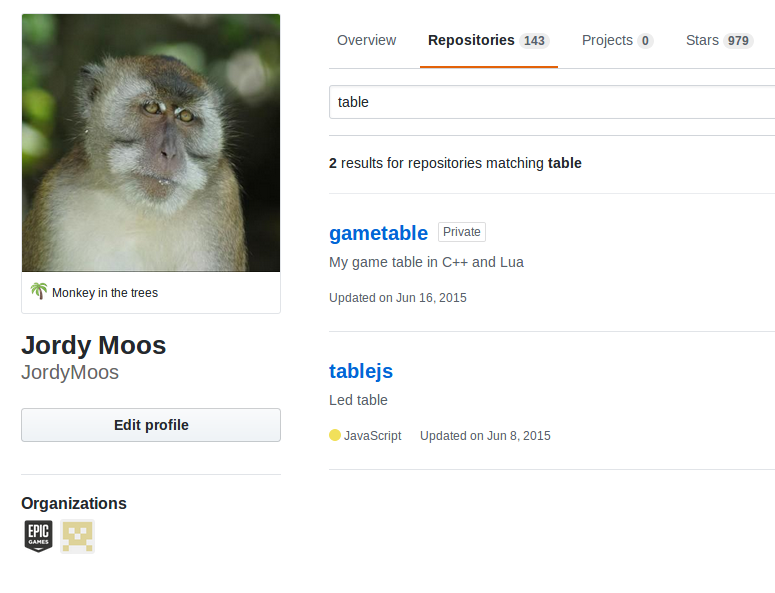 Overview Repositories 143 Projects 0 Stars 979
table
2 results for repositories matching table
gametable Private
My game table in C++ and Lua
Updated on Jun 16, 2015
tablejs
Led table
JavaScript Updated on Jun 8, 2015
Monkey in the trees
Jordy Moos
JordyMoos
Edit profile
Organizations
EPIC
GAMES